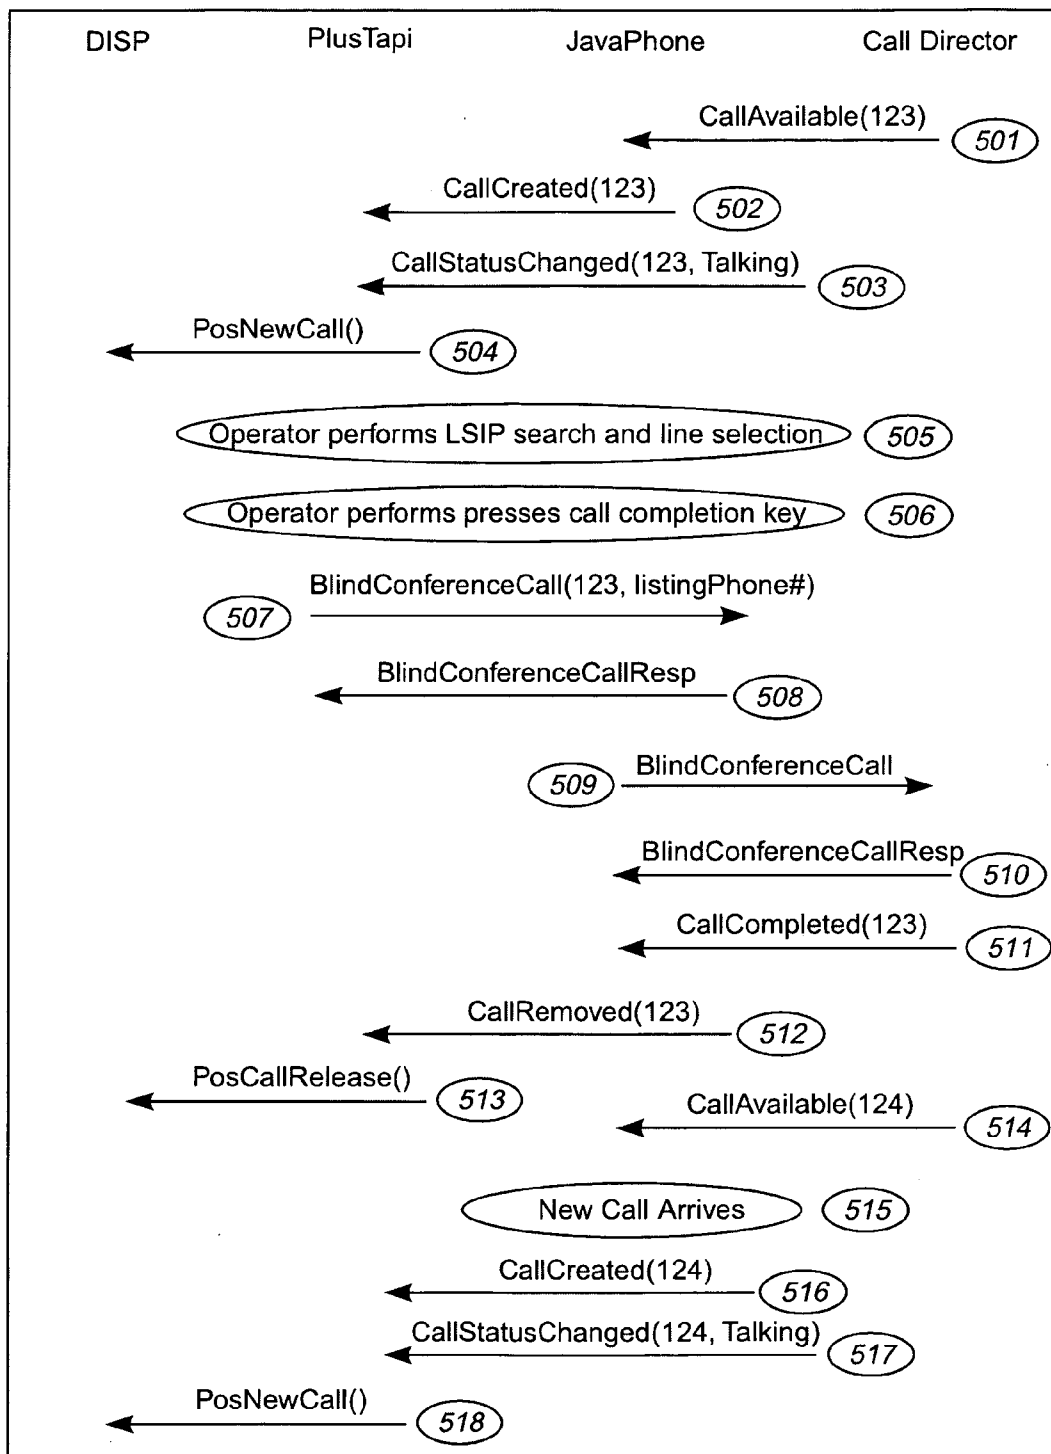 DISP PlusTapi JavaPhone Call Director
CallAvailable(123) 501
CallCreated(123) 502
CallStatusChanged(123, Talking) 503
PosNewCall() 504
Operator performs LSIP search and line selection 505
Operator performs presses call completion key 506
BlindConferenceCall(123, listingPhone#)
507
BlindConferenceCallResp 508
509 BlindConferenceCall
BlindConferenceCallResp 510
CallCompleted(123) 511
CallRemoved(123) 512
PosCallRelease() 513
CallAvailable(124) 514
New Call Arrives 515
CallCreated(124) 516
CallStatusChanged(124, Talking) 517
PosNewCall() 518